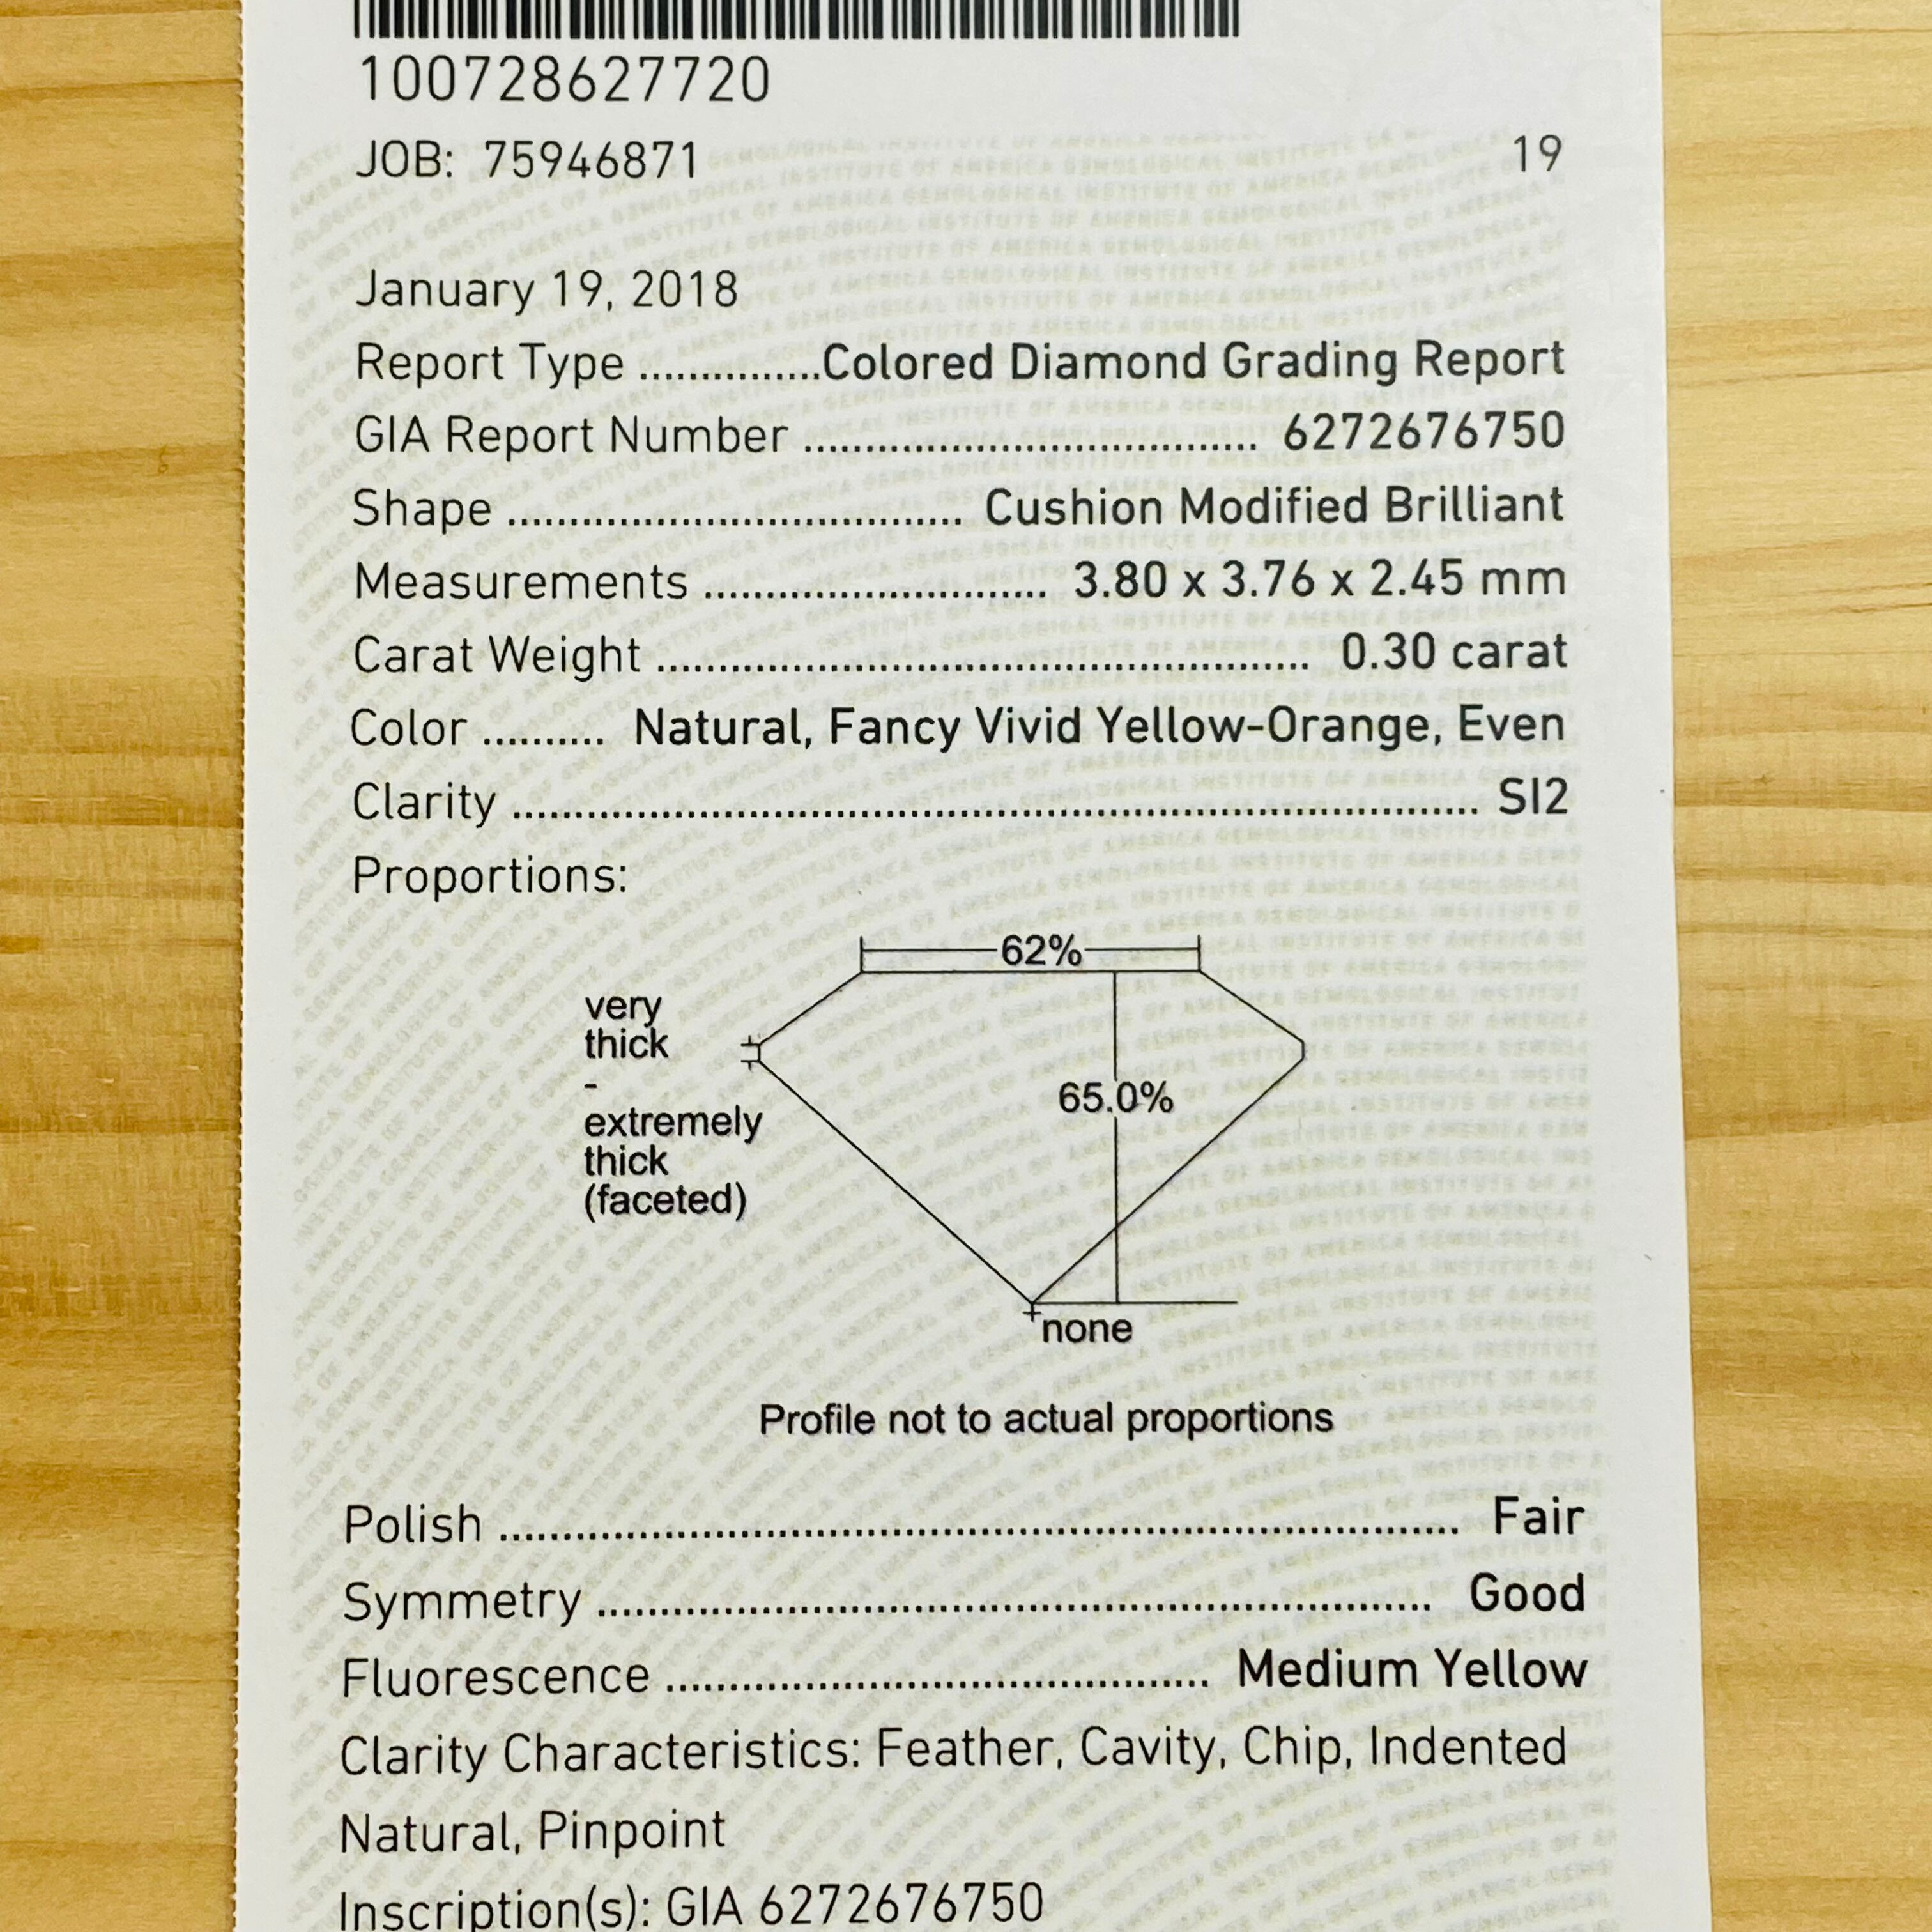 100728627720
JOB: 75946871 19
January 19, 2018
Report Type ...............Colored Diamond Grading Report
GIA Report Number ..................................... 6272676750
Shape ..................................... Cushion Modified Brilliant
Measurements ............................ 3.80 x 3.76 x 2.45 mm
Carat Weight ..................................................... 0.30 carat
Color .......... Natural, Fancy Vivid Yellow-Orange, Even
Clarity .............................................................................. SI2
Proportions:
62%
very
thick
-
extremely
thick
(faceted)
65.0%
none
Profile not to actual proportions
Polish .............................................................................. Fair
Symmetry .................................................................... Good
Fluorescence ............................................ Medium Yellow
Clarity Characteristics: Feather, Cavity, Chip, Indented
Natural, Pinpoint
Inscription(s): GIA 6272676750